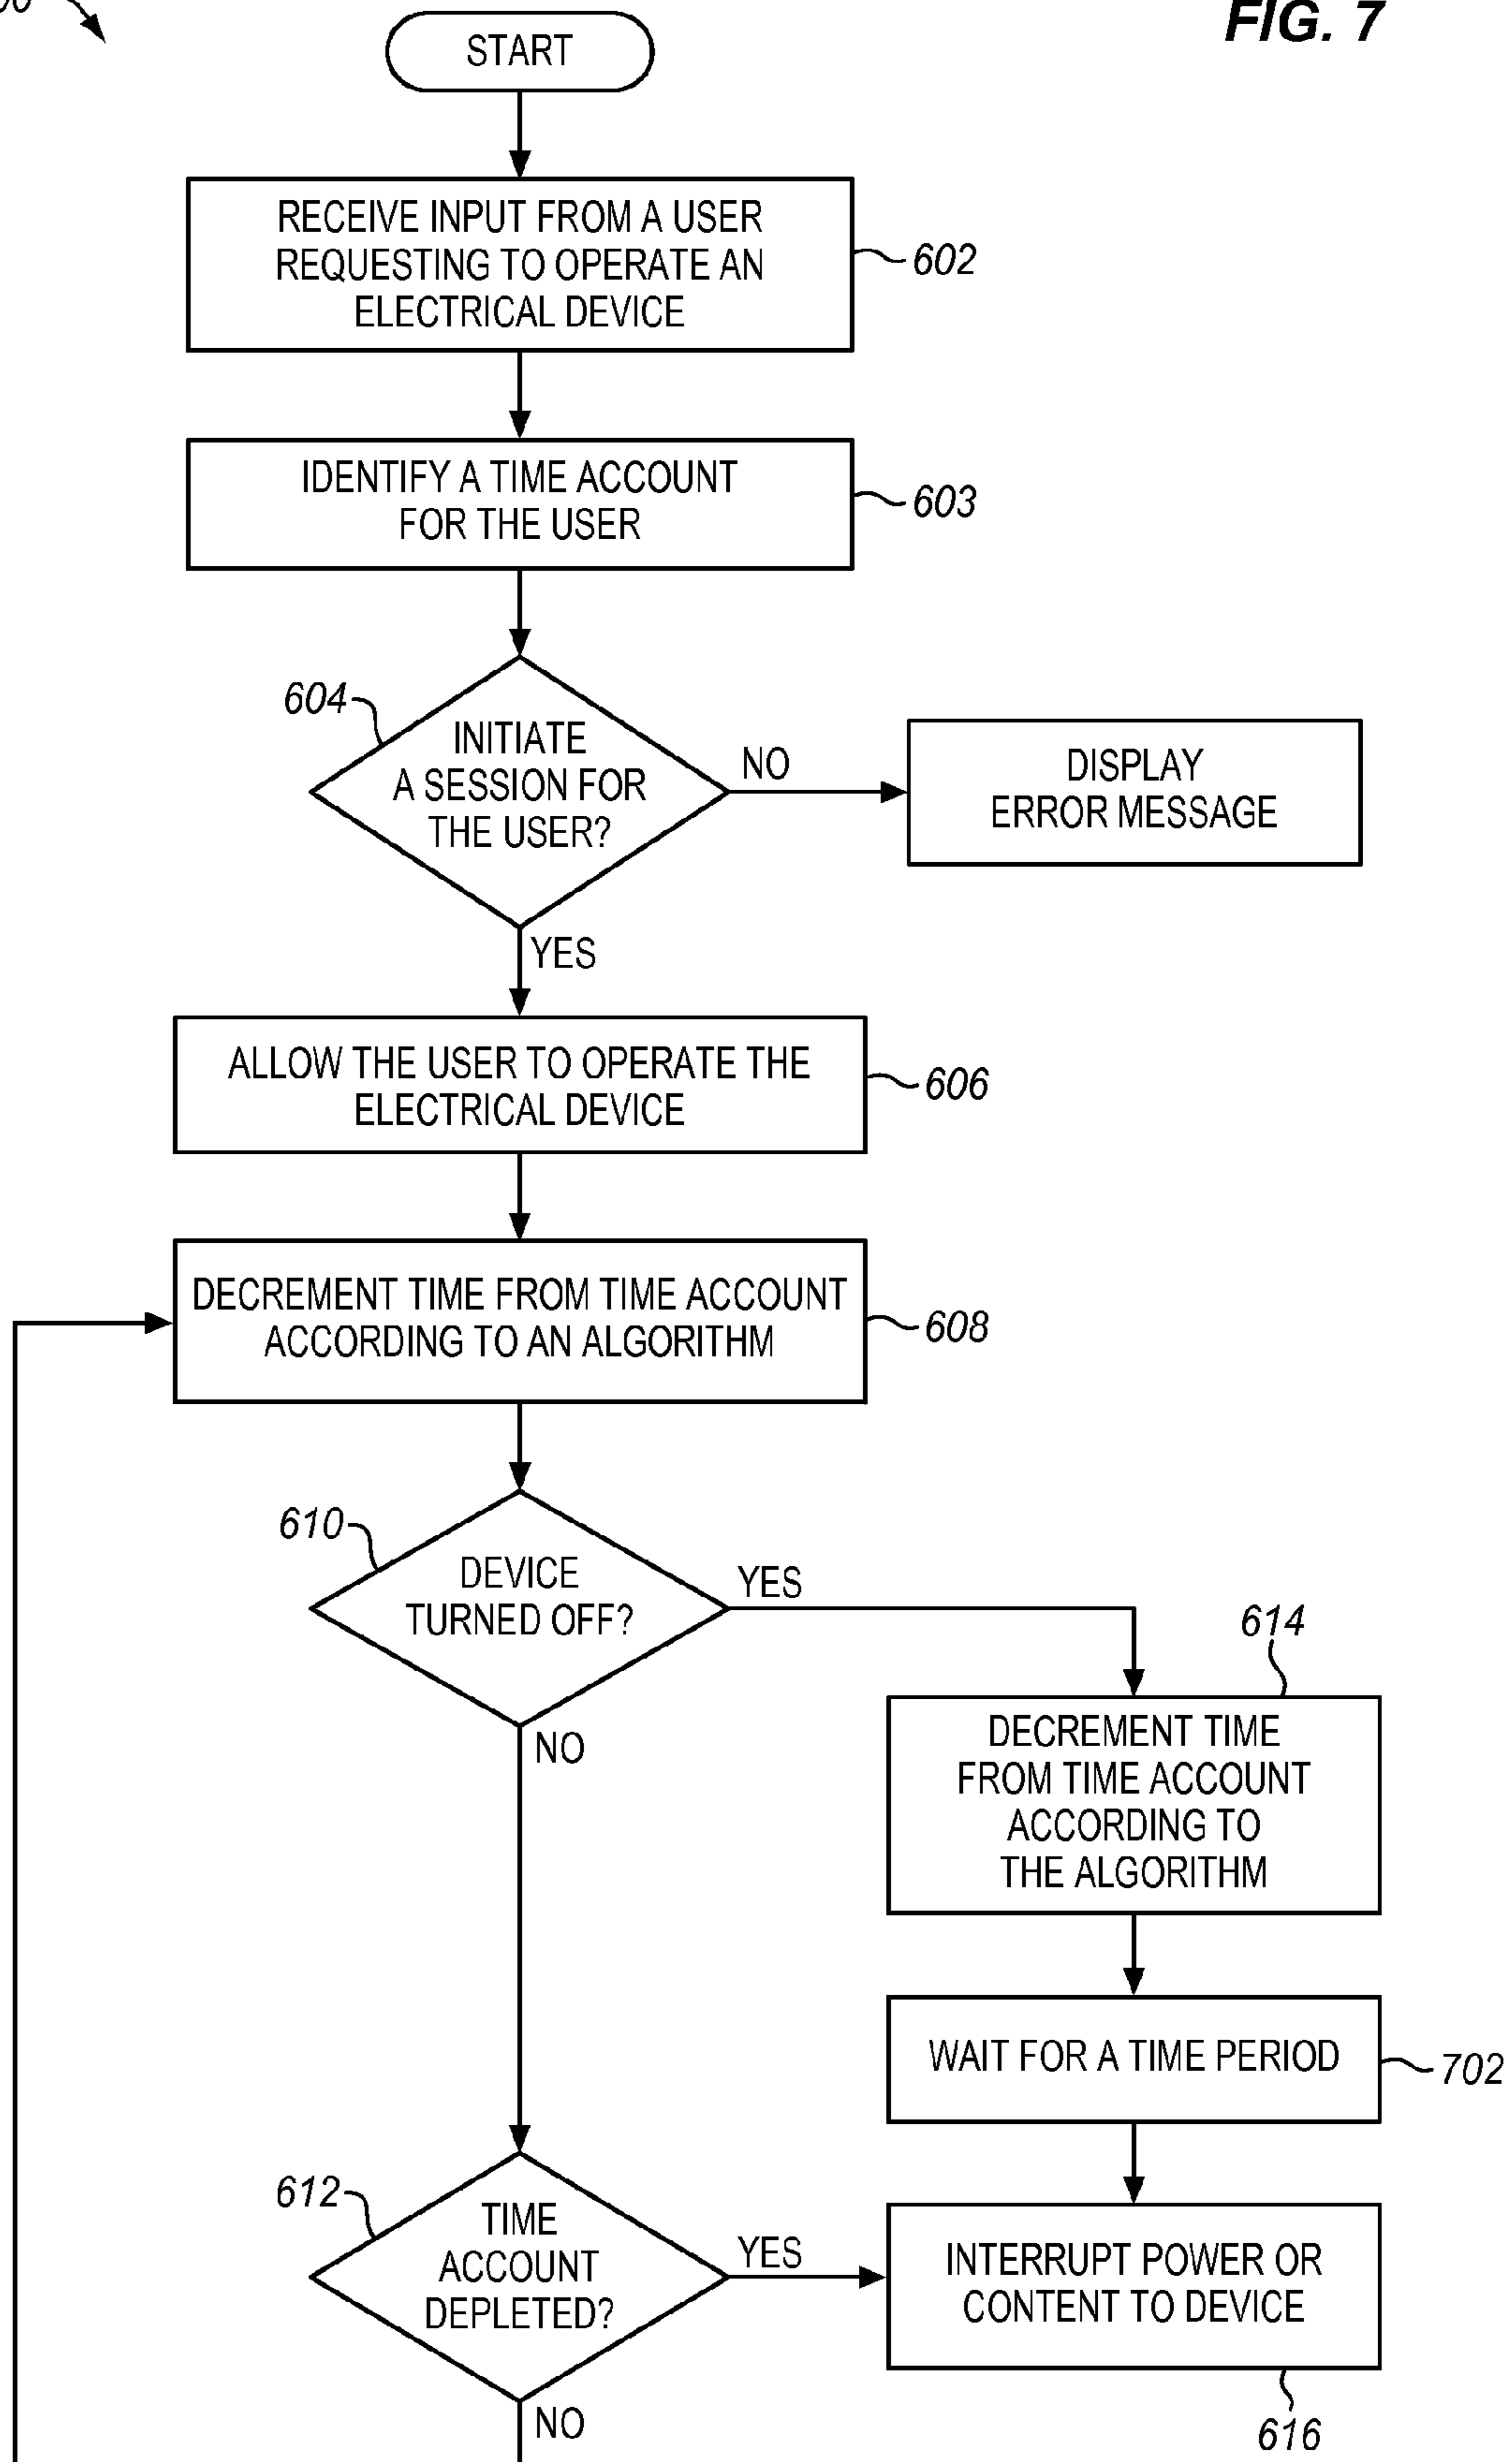 FIG. 7
START
RECEIVE INPUT FROM A USER
REQUESTING TO OPERATE AN
ELECTRICAL DEVICE
602
IDENTIFY A TIME ACCOUNT
FOR THE USER
603
604
INITIATE
A SESSION FOR
THE USER?
NO
DISPLAY
ERROR MESSAGE
YES
ALLOW THE USER TO OPERATE THE
ELECTRICAL DEVICE
606
DECREMENT TIME FROM TIME ACCOUNT
ACCORDING TO AN ALGORITHM
608
610
DEVICE
TURNED OFF?
YES
NO
614
DECREMENT TIME
FROM TIME ACCOUNT
ACCORDING TO
THE ALGORITHM
WAIT FOR A TIME PERIOD
702
612
TIME
ACCOUNT
DEPLETED?
YES
INTERRUPT POWER OR
CONTENT TO DEVICE
616
NO